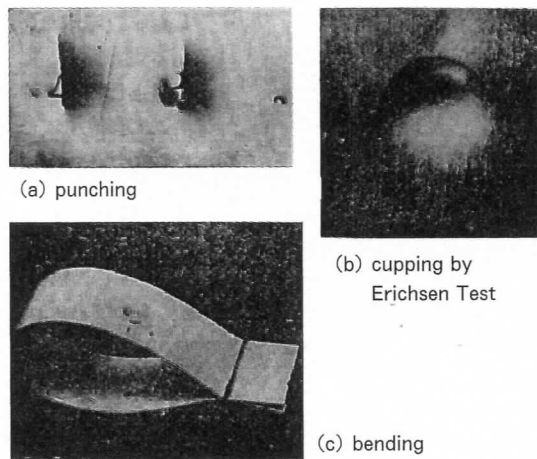 (a) punching
(b) cupping by
Erichsen Test
(c) bending